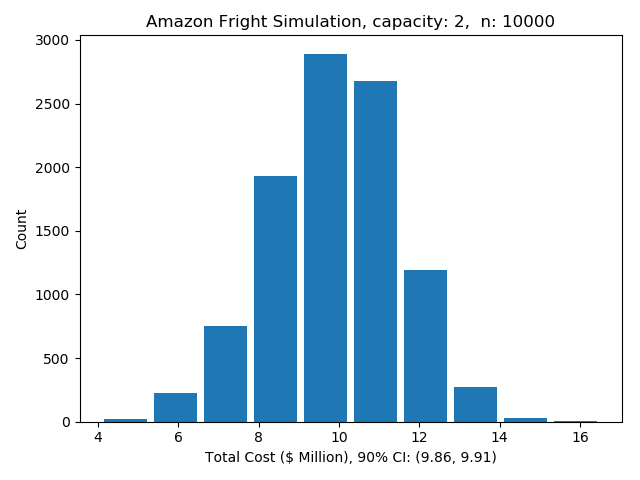 Amazon Fright Simulation, capacity: 2,  n: 10000
3000
2500
2000
1500
1000
500
0
Count
4 6 8 10 12 14 16
Total Cost ($ Million), 90% CI: (9.86, 9.91)